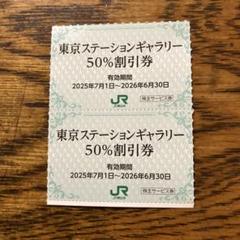 東京ステーションギャラリー
50%割引券
有効期間
2025年7月1日～2026年6月30日
JR
株主サービス券
東京ステーションギャラリー
50%割引券
有効期間
2025年7月1日～2026年6月30日
JR
株主サービス券